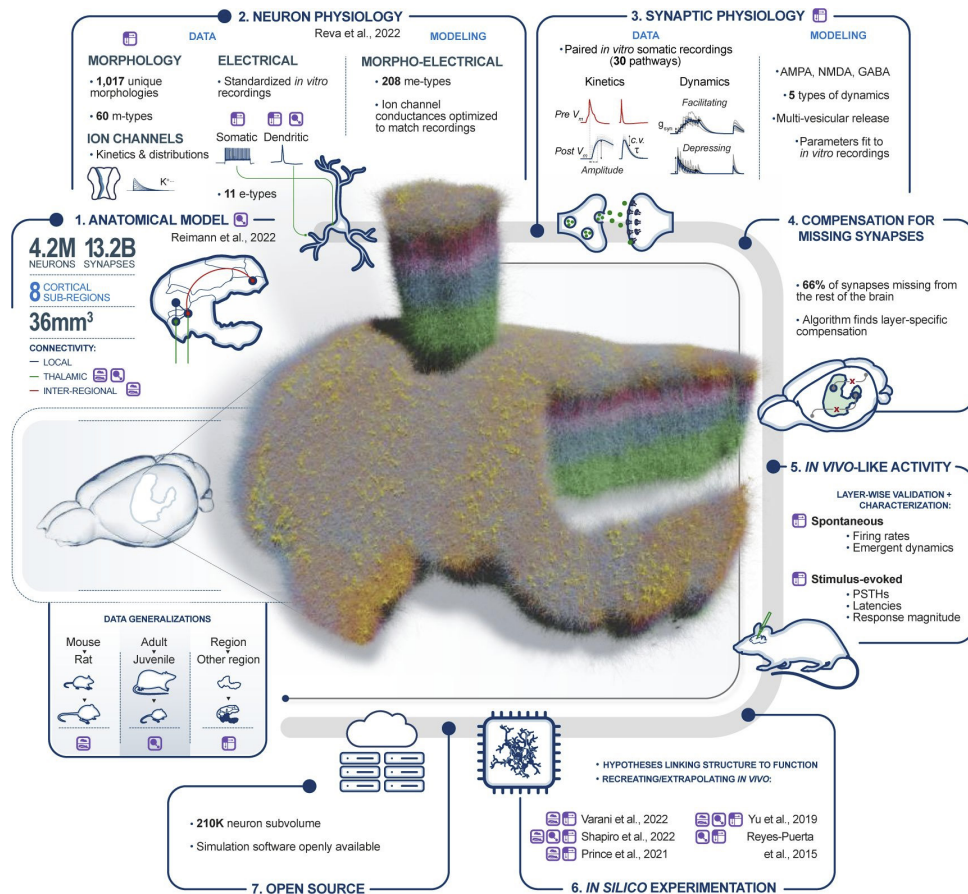 2. NEURON PHYSIOLOGY
Reva et al., 2022
DATA
MODELING
MORPHOLOGY
• 1,017 unique
morphologies
• 60 m-types
ION CHANNELS
• Kinetics & distributions
K⁺
ELECTRICAL
• Standardized in vitro
recordings
Somatic
Dendritic
• 11 e-types
MORPHO-ELECTRICAL
• 208 me-types
• Ion channel
conductances optimized
to match recordings
3. SYNAPTIC PHYSIOLOGY
DATA
MODELING
• Paired in vitro somatic recordings
(30 pathways)
Kinetics
Dynamics
Pre Vm
Post Vm
Amplitude
c.v.
τ
Facilitating
gsyn
Depressing
• AMPA, NMDA, GABA
• 5 types of dynamics
• Multi-vesicular release
• Parameters fit to
in vitro recordings
1. ANATOMICAL MODEL
Reimann et al., 2022
4.2M 13.2B
NEURONS SYNAPSES
8 CORTICAL
SUB-REGIONS
36mm³
CONNECTIVITY:
LOCAL
THALAMIC
INTER-REGIONAL
4. COMPENSATION FOR
MISSING SYNAPSES
• 66% of synapses missing from
the rest of the brain
• Algorithm finds layer-specific
compensation
5. IN VIVO-LIKE ACTIVITY
LAYER-WISE VALIDATION +
CHARACTERIZATION:
Spontaneous
• Firing rates
• Emergent dynamics
Stimulus-evoked
• PSTHs
• Latencies
• Response magnitude
DATA GENERALIZATIONS
Mouse
Rat
Adult
Juvenile
Region
Other region
• HYPOTHESES LINKING STRUCTURE TO FUNCTION
• RECREATING/EXTRAPOLATING IN VIVO:
Varani et al., 2022
Shapiro et al., 2022
Prince et al., 2021
Yu et al., 2019
Reyes-Puerta
et al., 2015
6. IN SILICO EXPERIMENTATION
• 210K neuron subvolume
• Simulation software openly available
7. OPEN SOURCE